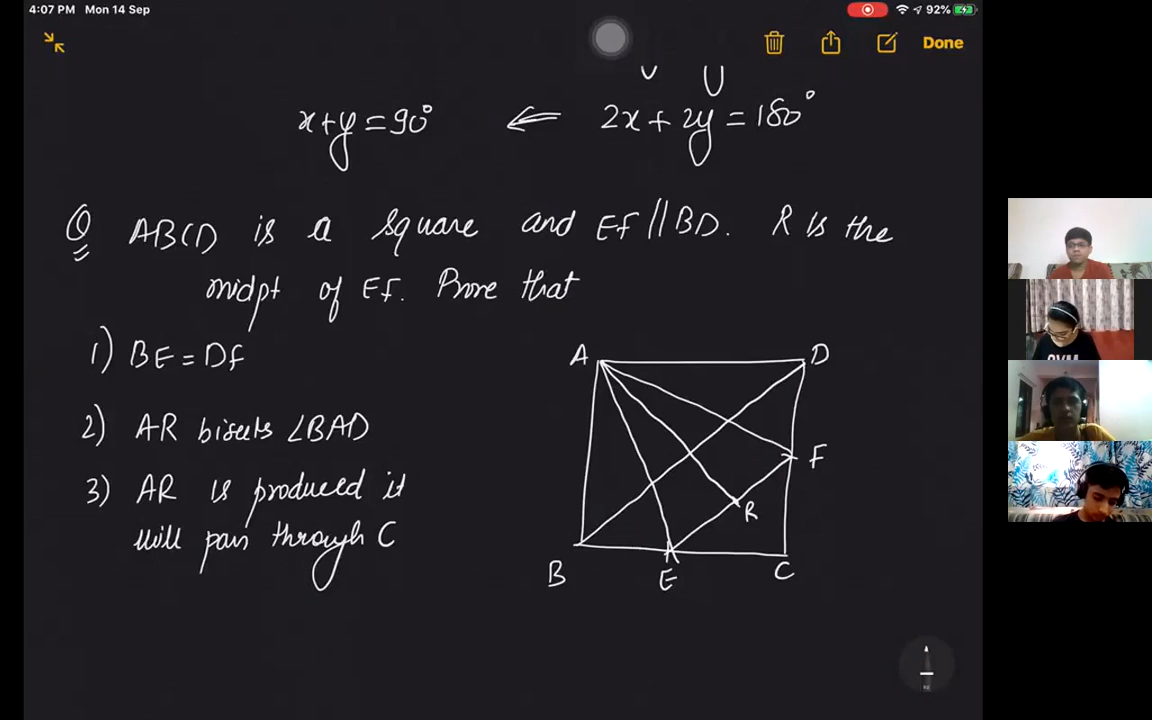 4:07 PM Mon 14 Sep
92%
Done
x+y=90° ⇐ 2x+2y=180°
Q ABCD is a square and EF||BD. R is the
midpt of EF. Prove that
1) BE = DF
2) AR bisects ∠BAD
3) AR is produced it
will pass through C
A
D
F
R
B
E
C